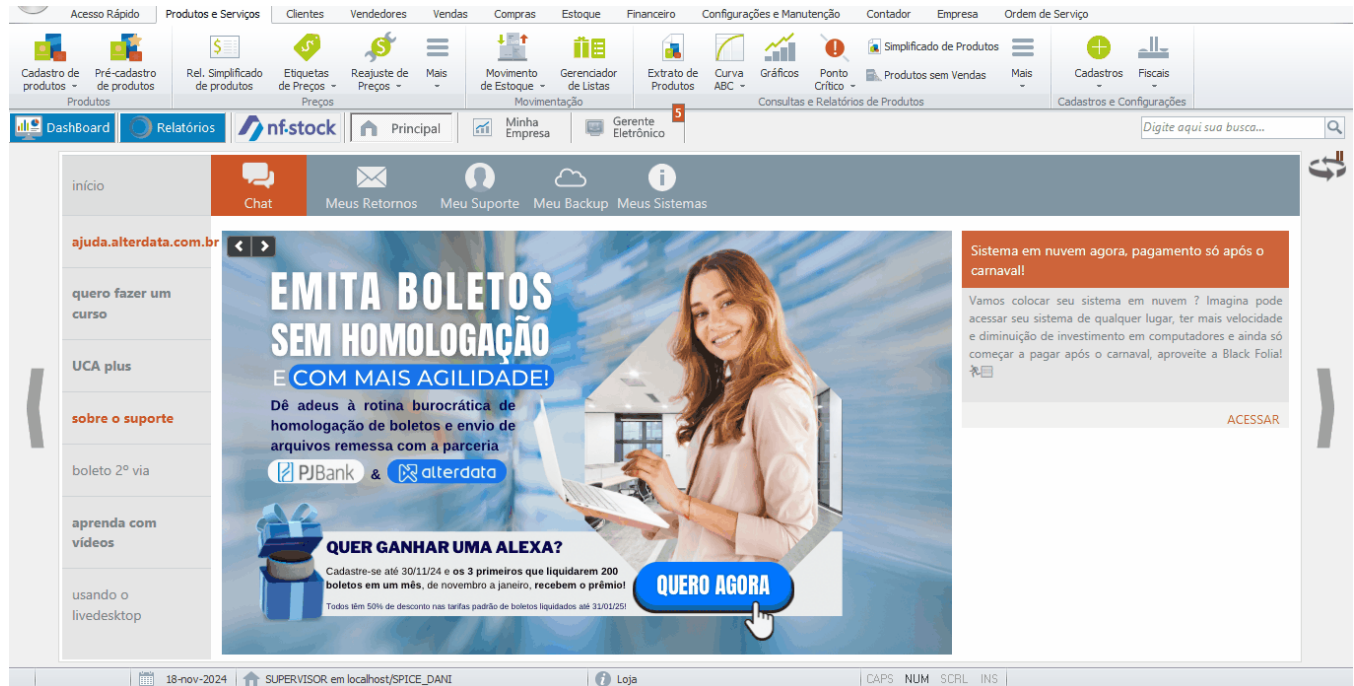 Acesso Rápido Produtos e Serviços Clientes Vendedores Vendas Compras Estoque Financeiro Configurações e Manutenção Contador Empresa Ordem de Serviço
Cadastro de produtos
Pré-cadastro de produtos
Rel. Simplificado de produtos
Etiquetas de Preços
Reajuste de Preços
Mais
Movimento de Estoque
Gerenciador de Listas
Extrato de Produtos
Curva ABC
Gráficos
Ponto Crítico
Simplificado de Produtos
Produtos sem Vendas
Mais
Cadastros
Fiscais
Produtos Preços Movimentação Consultas e Relatórios de Produtos Cadastros e Configurações
DashBoard Relatórios nf-stock Principal
Minha Empresa
Gerente Eletrônico
5
Digite aqui sua busca...
início
ajuda.alterdata.com.br
quero fazer um
curso
UCA plus
sobre o suporte
boleto 2º via
aprenda com
vídeos
usando o
livedesktop
Chat Meus Retornos Meu Suporte Meu Backup Meus Sistemas
EMITA BOLETOS
SEM HOMOLOGAÇÃO
E COM MAIS AGILIDADE!
Dê adeus à rotina burocrática de
homologação de boletos e envio de
arquivos remessa com a parceria
PJBank & alterdata
QUER GANHAR UMA ALEXA?
Cadastre-se até 30/11/24 e os 3 primeiros que liquidarem 200
boletos em um mês, de novembro a janeiro, recebem o prêmio!
Todos têm 50% de desconto nas tarifas padrão de boletos liquidados até 31/01/25!
QUERO AGORA
Sistema em nuvem agora, pagamento só após o
carnaval!
Vamos colocar seu sistema em nuvem ? Imagina pode
acessar seu sistema de qualquer lugar, ter mais velocidade
e diminuição de investimento em computadores e ainda só
começar a pagar após o carnaval, aproveite a Black Folia!
ACESSAR
18-nov-2024 SUPERVISOR em localhost/SPICE_DANI Loja CAPS NUM SCRL INS